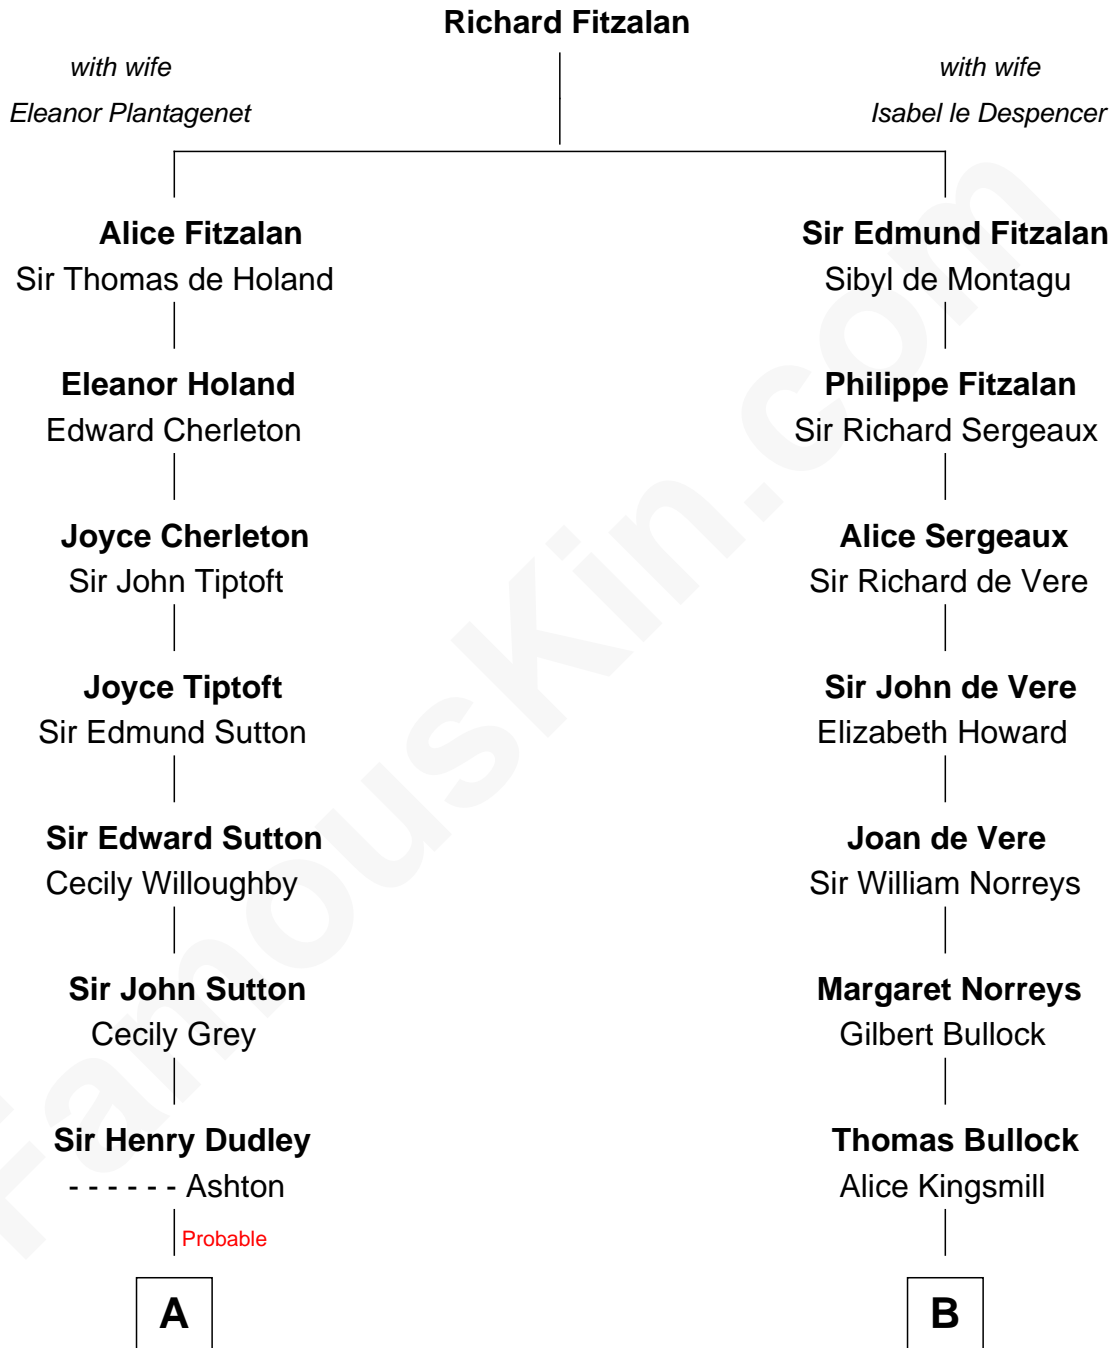 Richard Fitzalan
with wife
Eleanor Plantagenet
with wife
Isabel le Despencer
Alice Fitzalan
Sir Thomas de Holand
Sir Edmund Fitzalan
Sibyl de Montagu
Eleanor Holand
Edward Cherleton
Philippe Fitzalan
Sir Richard Sergeaux
Joyce Cherleton
Sir John Tiptoft
Alice Sergeaux
Sir Richard de Vere
Joyce Tiptoft
Sir Edmund Sutton
Sir John de Vere
Elizabeth Howard
Sir Edward Sutton
Cecily Willoughby
Joan de Vere
Sir William Norreys
Sir John Sutton
Cecily Grey
Margaret Norreys
Gilbert Bullock
Sir Henry Dudley
- - - - - - Ashton
Probable
Thomas Bullock
Alice Kingsmill
A
B
FamousKin.com